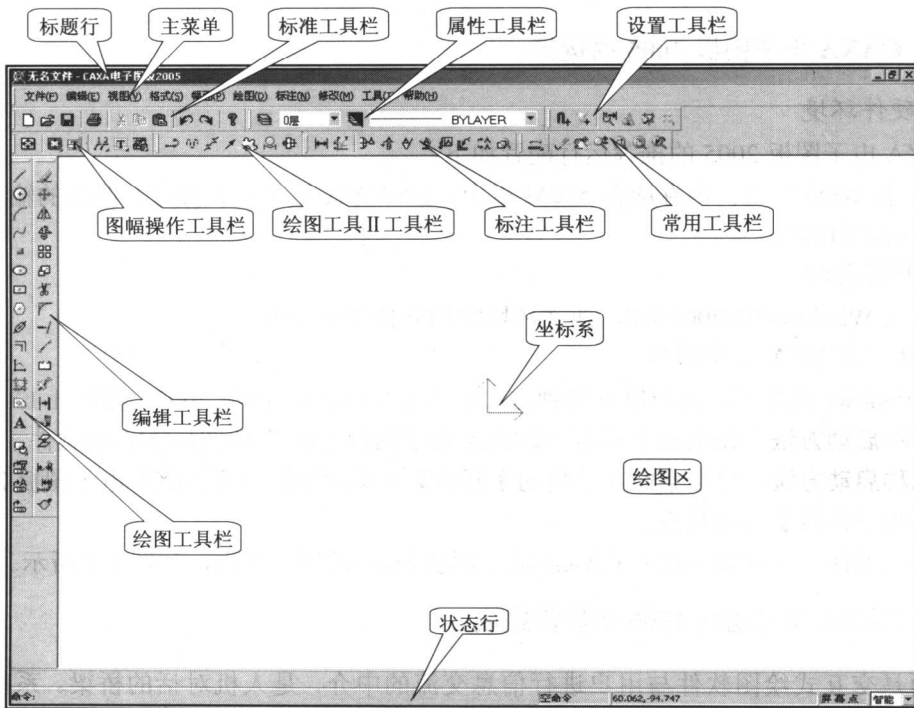 标题行 主菜单 标准工具栏 属性工具栏 设置工具栏
无名文件 - CAXA电子图板2005
文件(F) 编辑(E) 视图(V) 格式(S) 幅面(P) 绘图(D) 标注(N) 修改(M) 工具(T) 帮助(H)
0层 BYLAYER
图幅操作工具栏 绘图工具Ⅱ工具栏 标注工具栏 常用工具栏
坐标系
编辑工具栏
绘图区
绘图工具栏
状态行
命令: 空命令 60.062,-94.747 屏幕点 智能